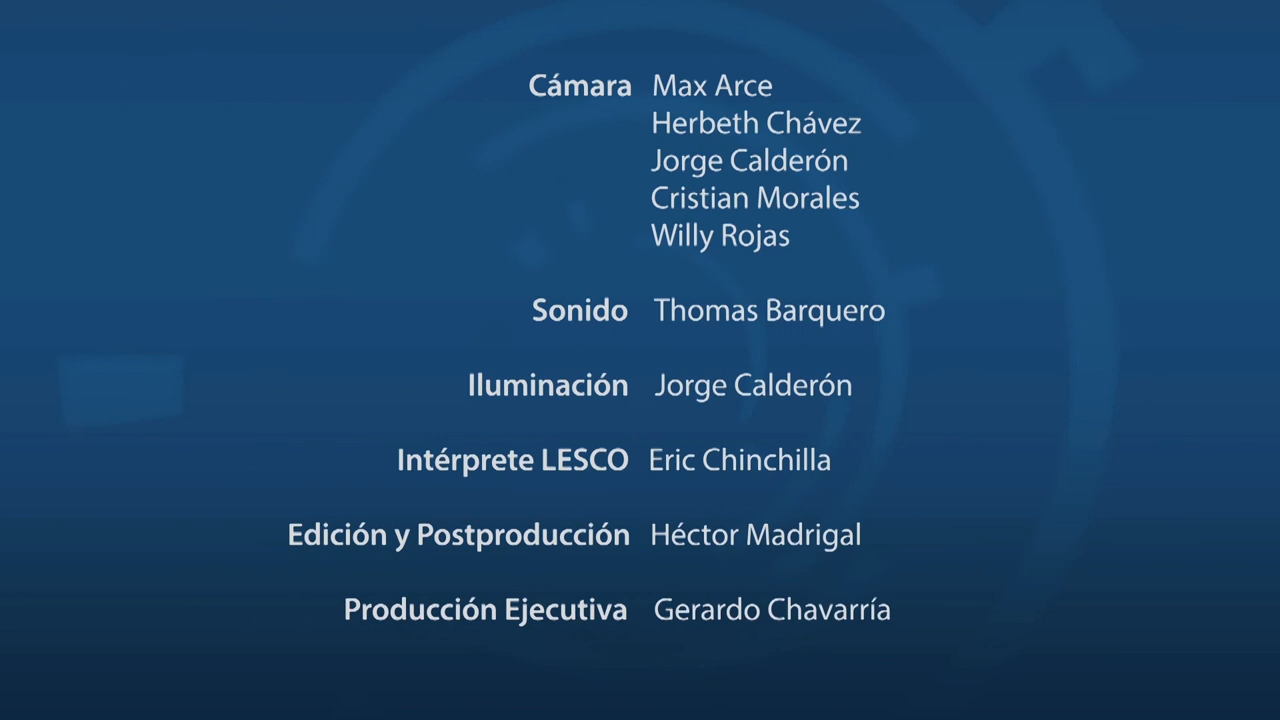 Cámara Max Arce
Herbeth Chávez
Jorge Calderón
Cristian Morales
Willy Rojas
Sonido Thomas Barquero
Iluminación Jorge Calderón
Intérprete LESCO Eric Chinchilla
Edición y Postproducción Héctor Madrigal
Producción Ejecutiva Gerardo Chavarría